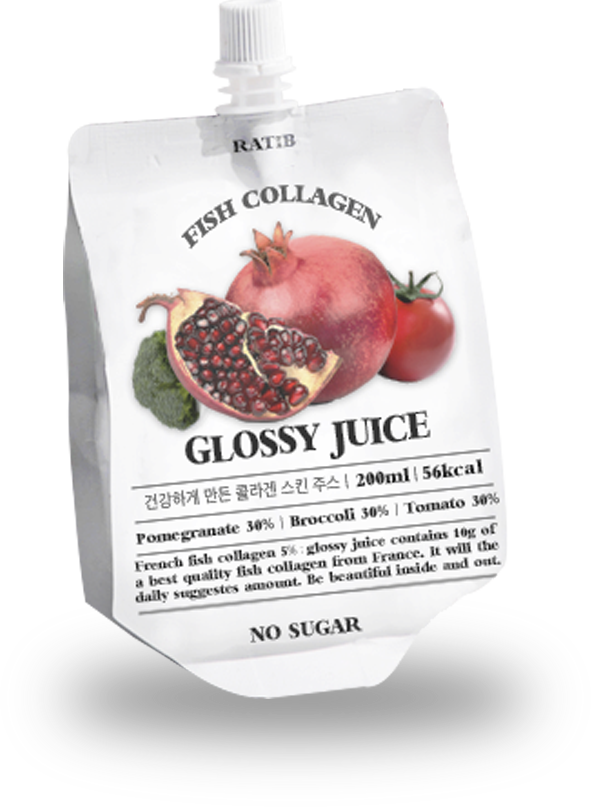 RATIB
FISH COLLAGEN
GLOSSY JUICE
건강하게 만든 콜라겐 스킨 주스 | 200ml | 56kcal
Pomegranate 30% | Broccoli 30% | Tomato 30%
French fish collagen 5% : glossy juice contains 10g of
a best quality fish collagen from France. It will the
daily suggestes amount. Be beautiful inside and out.
NO SUGAR